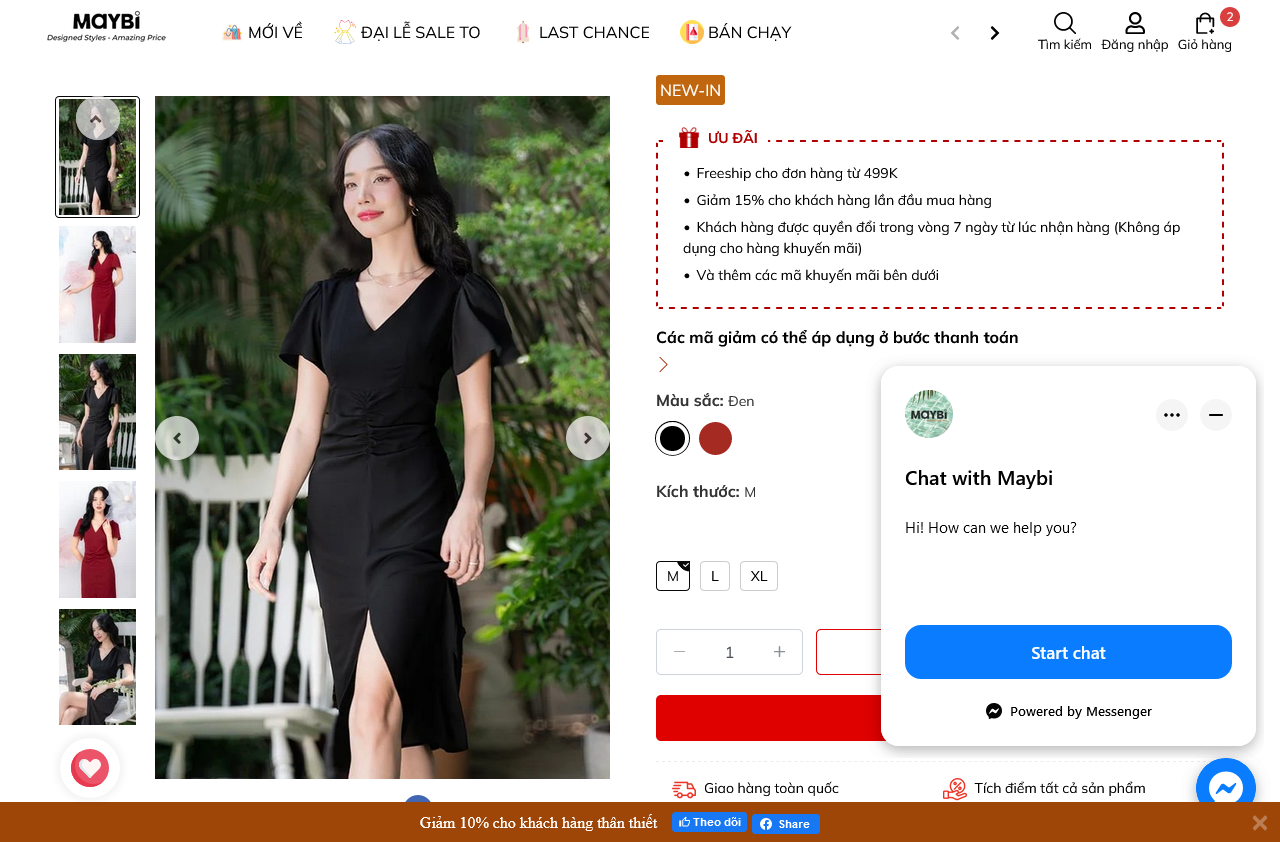 MAYBI
Designed Styles - Amazing Price
MỚI VỀ
ĐẠI LỄ SALE TO
LAST CHANCE
BÁN CHẠY
Tìm kiếm
Đăng nhập
2
Giỏ hàng
NEW-IN
ƯU ĐÃI
• Freeship cho đơn hàng từ 499K
• Giảm 15% cho khách hàng lần đầu mua hàng
• Khách hàng được quyền đổi trong vòng 7 ngày từ lúc nhận hàng (Không áp
dụng cho hàng khuyến mãi)
• Và thêm các mã khuyến mãi bên dưới
Các mã giảm có thể áp dụng ở bước thanh toán
Màu sắc: Đen
Kích thước: M
M
L
XL
1
MAYBI
Chat with Maybi
Hi! How can we help you?
Start chat
Powered by Messenger
Giao hàng toàn quốc
Tích điểm tất cả sản phẩm
Giảm 10% cho khách hàng thân thiết
Theo dõi
Share